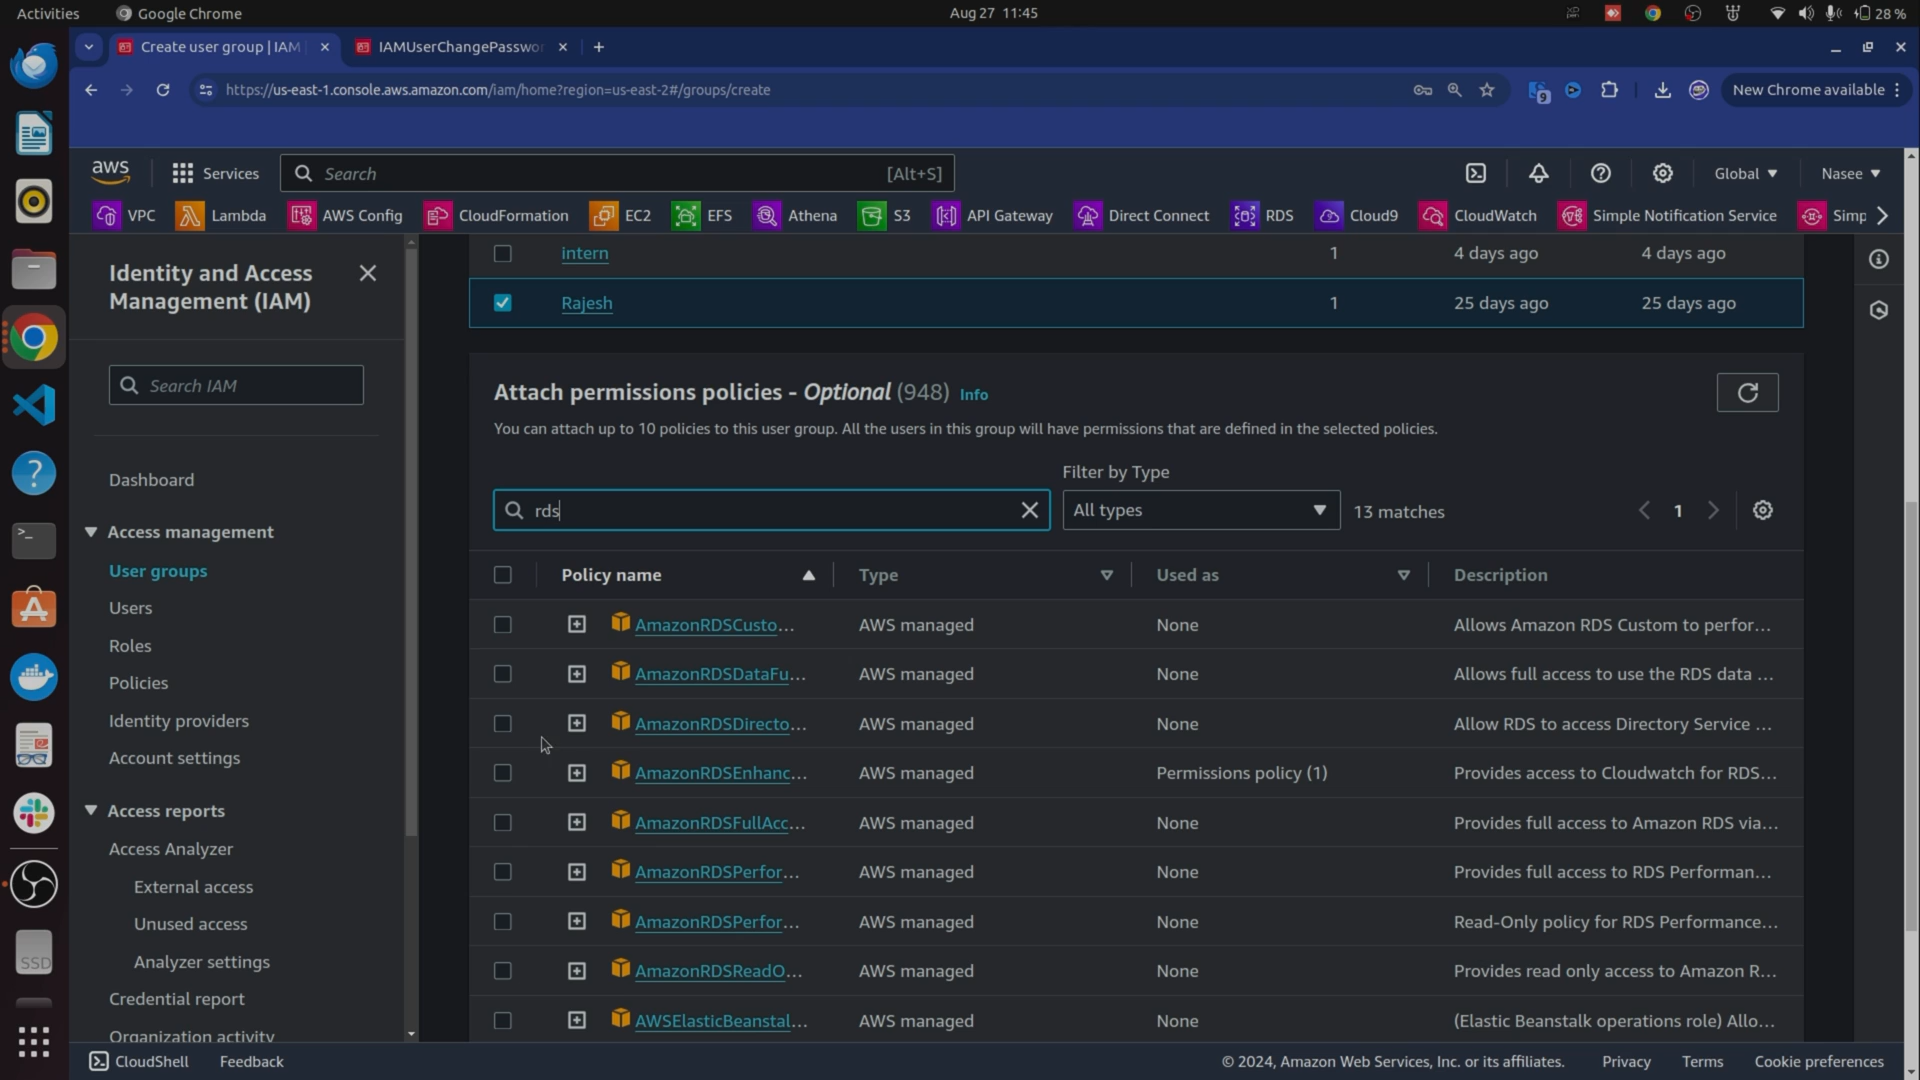 Activities
Google Chrome
Aug 27 11:45
28 %
Create user group | IAM
IAMUserChangePasswor
https://us-east-1.console.aws.amazon.com/iam/home?region=us-east-2#/groups/create
9
New Chrome available
aws
Services
Search
[Alt+S]
Global
Nasee
VPC
Lambda
AWS Config
CloudFormation
EC2
EFS
Athena
S3
API Gateway
Direct Connect
RDS
Cloud9
CloudWatch
Simple Notification Service
Simp
Identity and Access
Management (IAM)
Search IAM
Dashboard
Access management
User groups
Users
Roles
Policies
Identity providers
Account settings
Access reports
Access Analyzer
External access
Unused access
Analyzer settings
Credential report
Organization activity
intern 1 4 days ago 4 days ago
Rajesh 1 25 days ago 25 days ago
Attach permissions policies - Optional (948) Info
You can attach up to 10 policies to this user group. All the users in this group will have permissions that are defined in the selected policies.
Filter by Type
rds
All types
13 matches
1
Policy name Type Used as Description
AmazonRDSCusto... AWS managed None Allows Amazon RDS Custom to perfor...
AmazonRDSDataFu... AWS managed None Allows full access to use the RDS data ...
AmazonRDSDirecto... AWS managed None Allow RDS to access Directory Service ...
AmazonRDSEnhanc... AWS managed Permissions policy (1) Provides access to Cloudwatch for RDS...
AmazonRDSFullAcc... AWS managed None Provides full access to Amazon RDS via...
AmazonRDSPerfor... AWS managed None Provides full access to RDS Performan...
AmazonRDSPerfor... AWS managed None Read-Only policy for RDS Performance...
AmazonRDSReadO... AWS managed None Provides read only access to Amazon R...
AWSElasticBeanstal... AWS managed None (Elastic Beanstalk operations role) Allo...
SSD
CloudShell
Feedback
© 2024, Amazon Web Services, Inc. or its affiliates.
Privacy
Terms
Cookie preferences